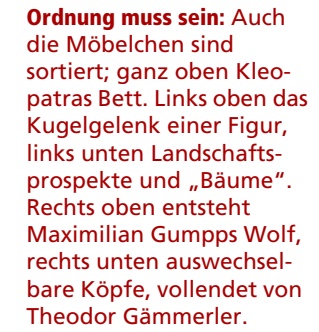 Ordnung muss sein: Auch
die Möbelchen sind
sortiert; ganz oben Kleo-
patras Bett. Links oben das
Kugelgelenk einer Figur,
links unten Landschafts-
prospekte und „Bäume“.
Rechts oben entsteht
Maximilian Gumpps Wolf,
rechts unten auswechsel-
bare Köpfe, vollendet von
Theodor Gämmerler.